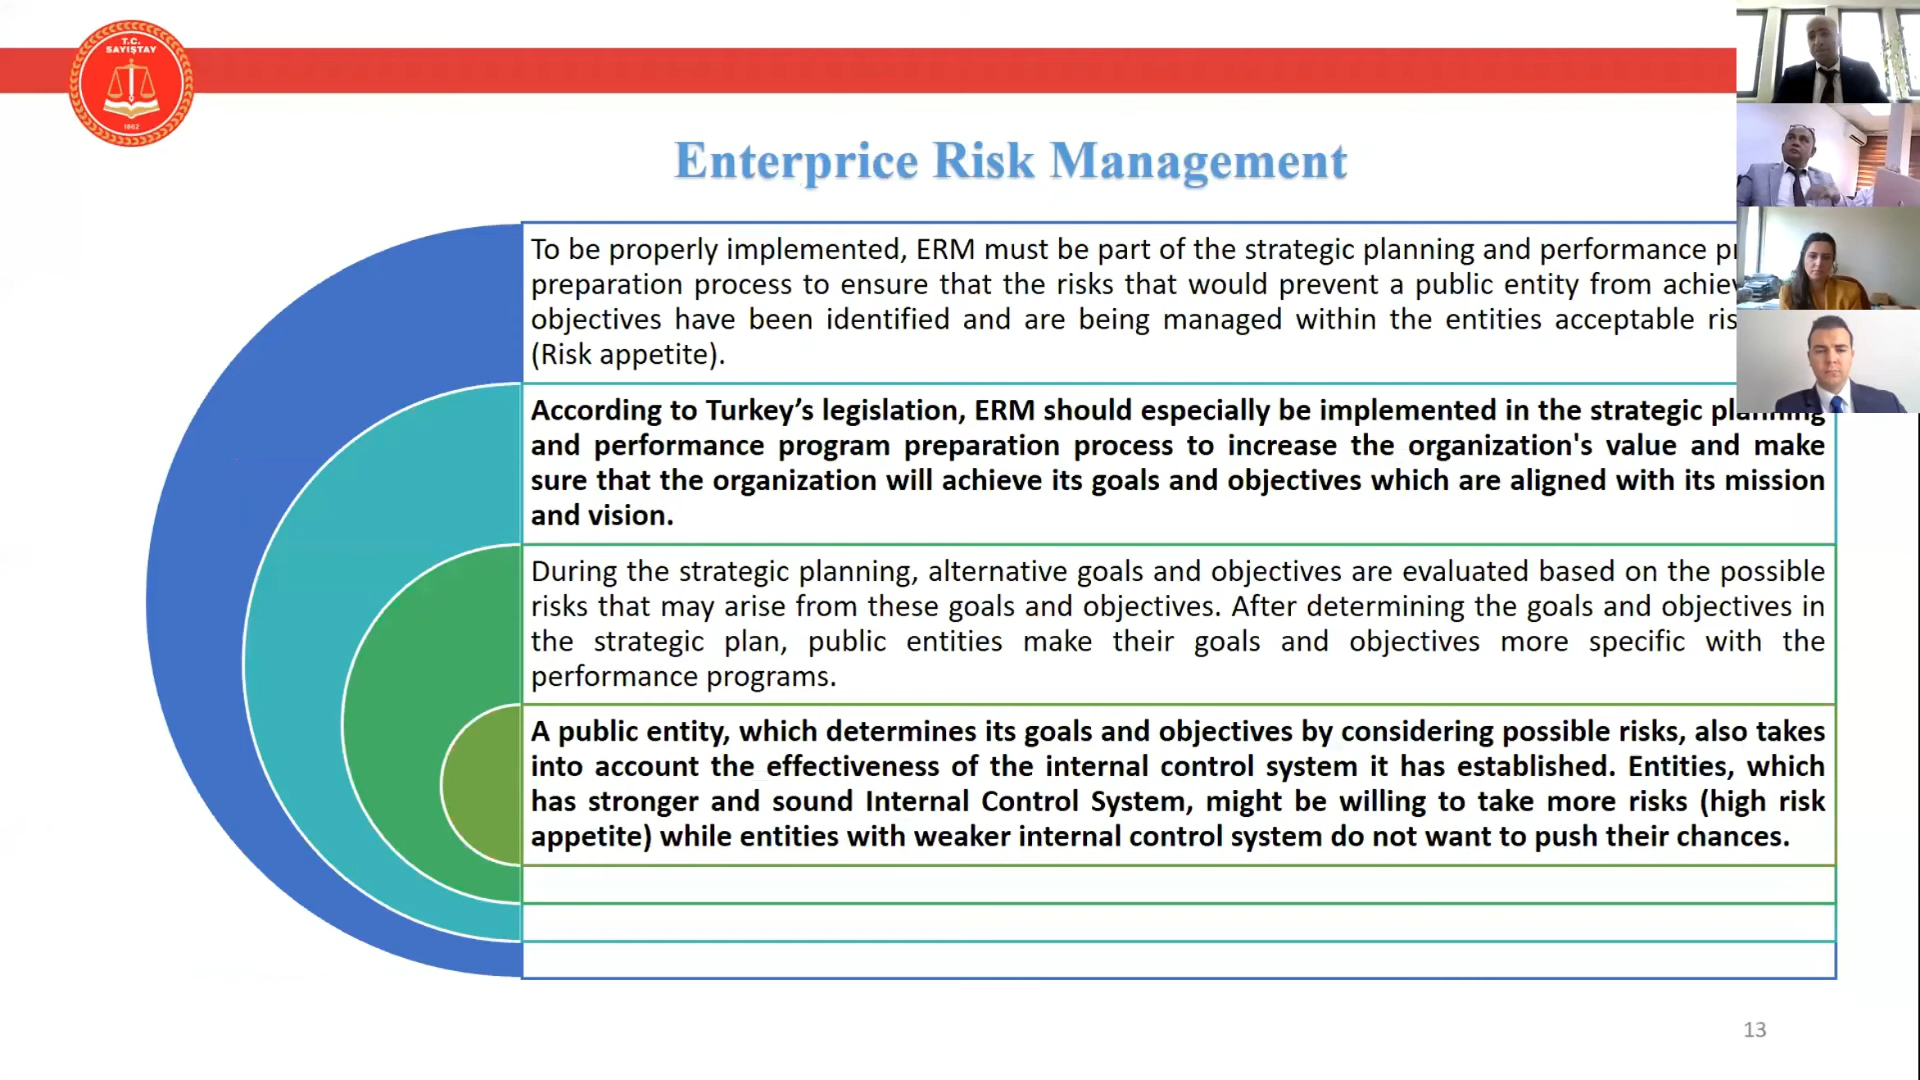 T.C.
SAYIŞTAY
1862
Enterprice Risk Management
To be properly implemented, ERM must be part of the strategic planning and performance
preparation process to ensure that the risks that would prevent a public entity from
objectives have been identified and are being managed within the entities acceptable
(Risk appetite).
According to Turkey’s legislation, ERM should especially be implemented in the strategic planning
and performance program preparation process to increase the organization's value and make
sure that the organization will achieve its goals and objectives which are aligned with its mission
and vision.
During the strategic planning, alternative goals and objectives are evaluated based on the possible
risks that may arise from these goals and objectives. After determining the goals and objectives in
the strategic plan, public entities make their goals and objectives more specific with the
performance programs.
A public entity, which determines its goals and objectives by considering possible risks, also takes
into account the effectiveness of the internal control system it has established. Entities, which
has stronger and sound Internal Control System, might be willing to take more risks (high risk
appetite) while entities with weaker internal control system do not want to push their chances.
13